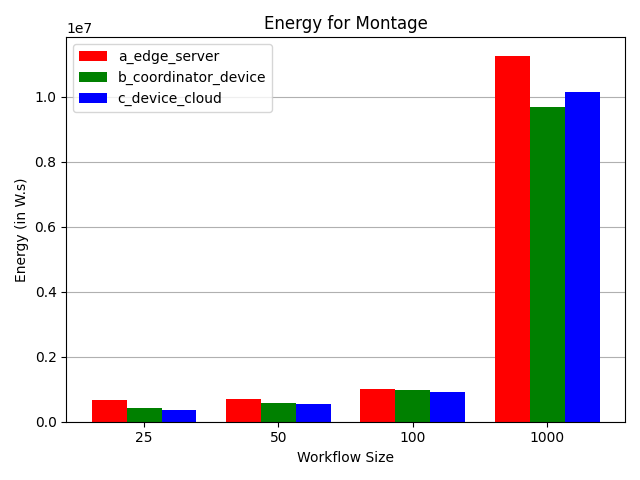 Energy for Montage
1e7
a_edge_server
b_coordinator_device
c_device_cloud
1.0
0.8
0.6
0.4
0.2
0.0
Energy (in W.s)
25 50 100 1000
Workflow Size